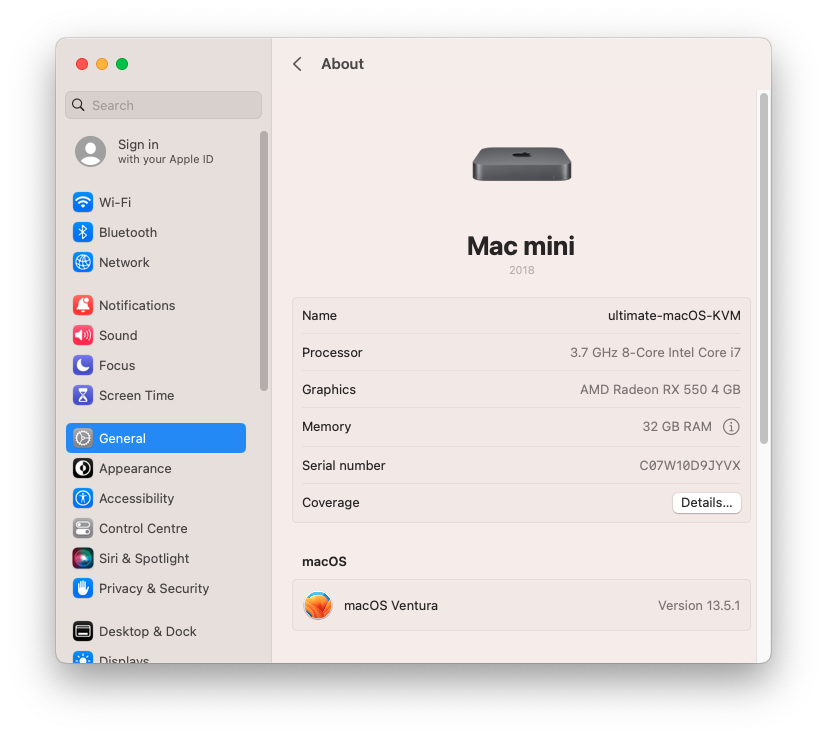 About
Search
Sign in
with your Apple ID
Wi-Fi
Bluetooth
Network
Notifications
Sound
Focus
Screen Time
General
Appearance
Accessibility
Control Centre
Siri & Spotlight
Privacy & Security
Desktop & Dock
Displays
Mac mini
2018
Name ultimate-macOS-KVM
Processor 3.7 GHz 8-Core Intel Core i7
Graphics AMD Radeon RX 550 4 GB
Memory 32 GB RAM
Serial number C07W10D9JYVX
Coverage Details...
macOS
macOS Ventura Version 13.5.1